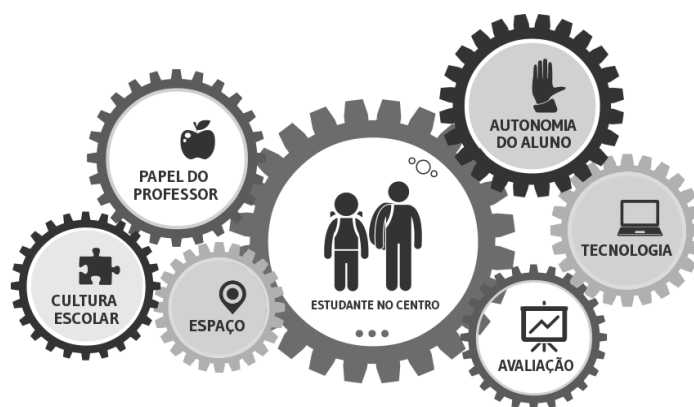 PAPEL DO
PROFESSOR
AUTONOMIA
DO ALUNO
CULTURA
ESCOLAR
ESPAÇO
ESTUDANTE NO CENTRO
TECNOLOGIA
AVALIAÇÃO